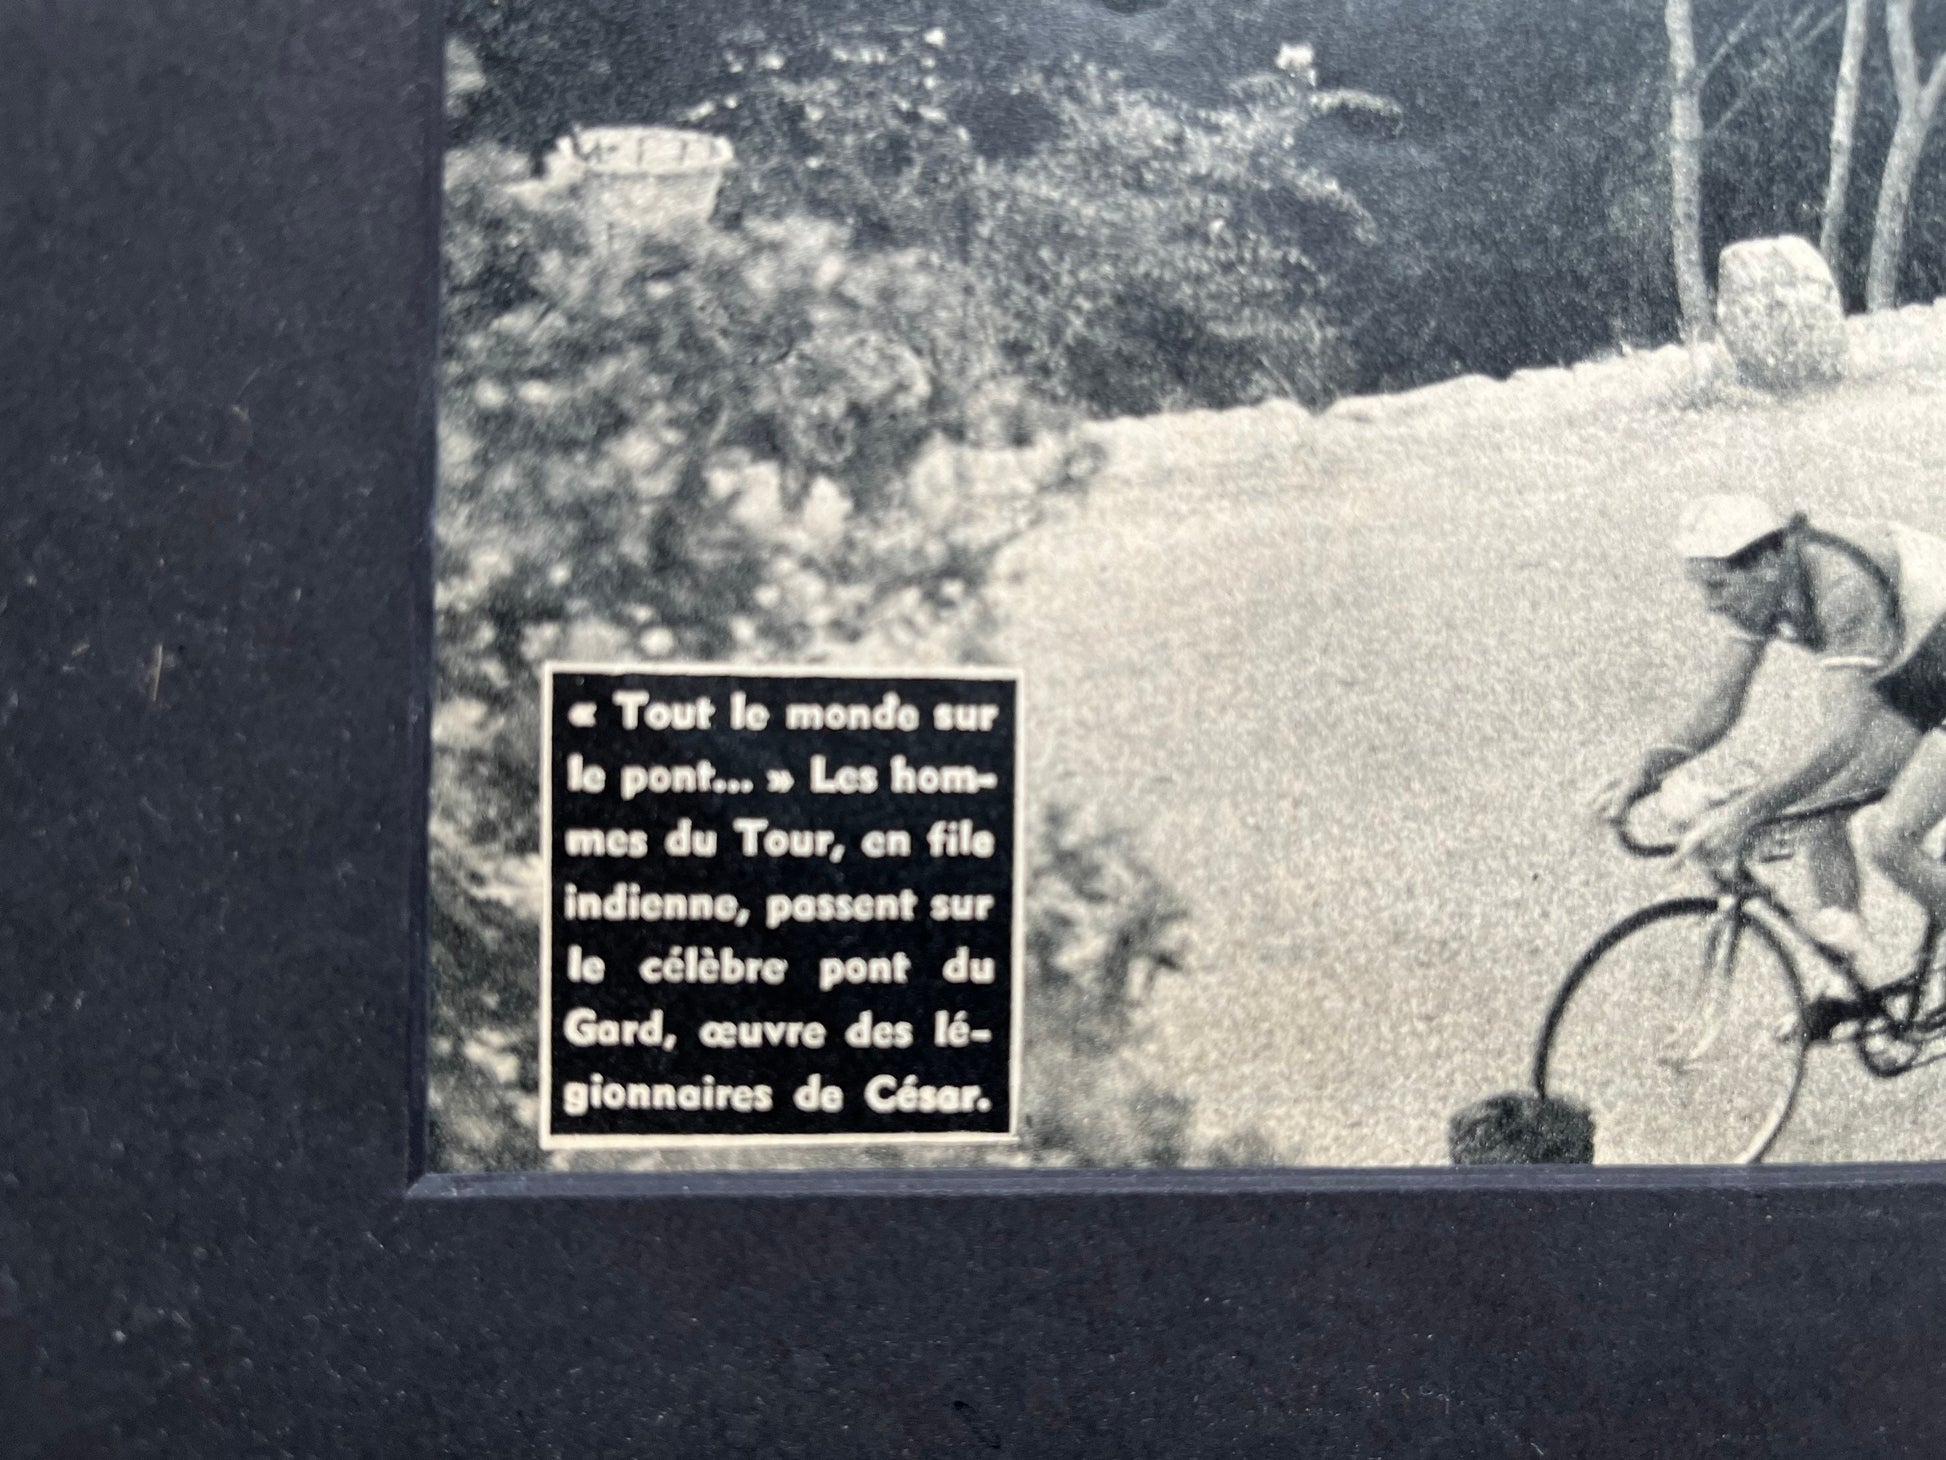 « Tout le monde sur
le pont... » Les hom-
mes du Tour, en file
indienne, passent sur
le célèbre pont du
Gard, œuvre des lé-
gionnaires de César.